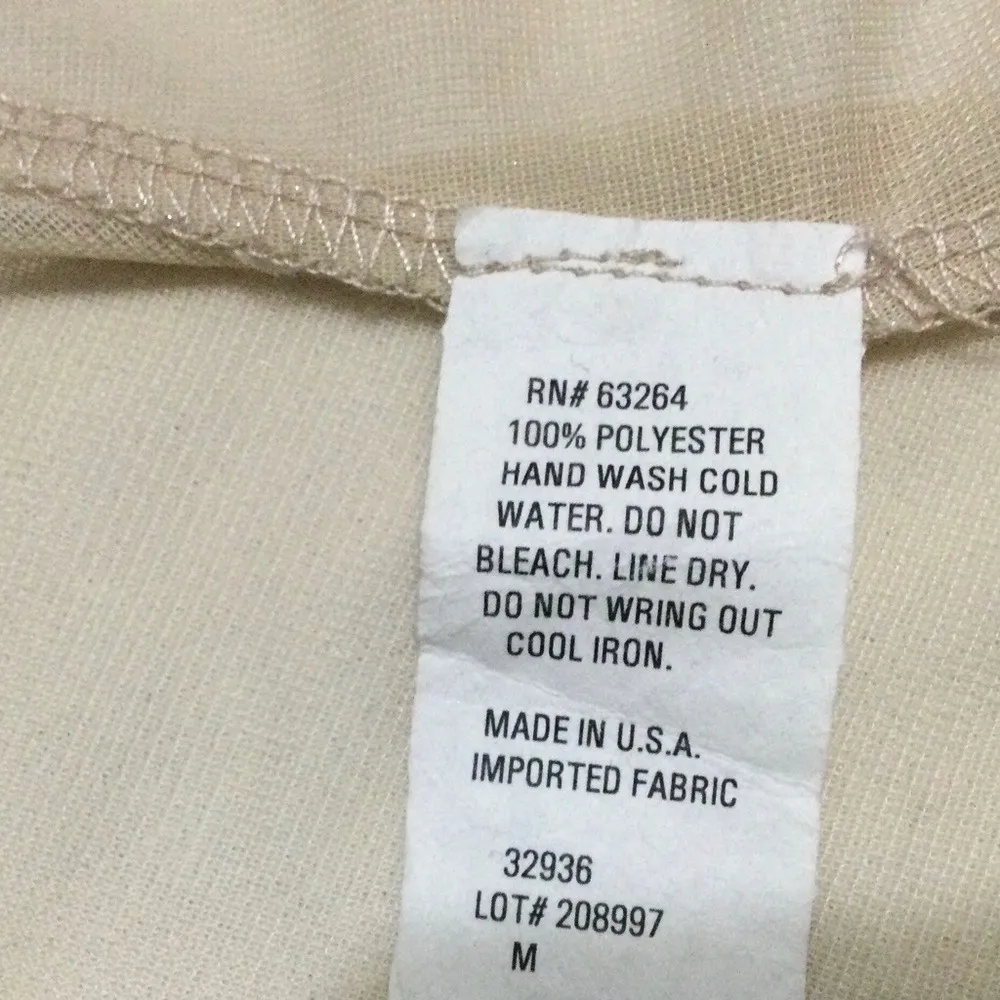 RN# 63264
100% POLYESTER
HAND WASH COLD
WATER. DO NOT
BLEACH. LINE DRY.
DO NOT WRING OUT
COOL IRON.
MADE IN U.S.A.
IMPORTED FABRIC
32936
LOT# 208997
M